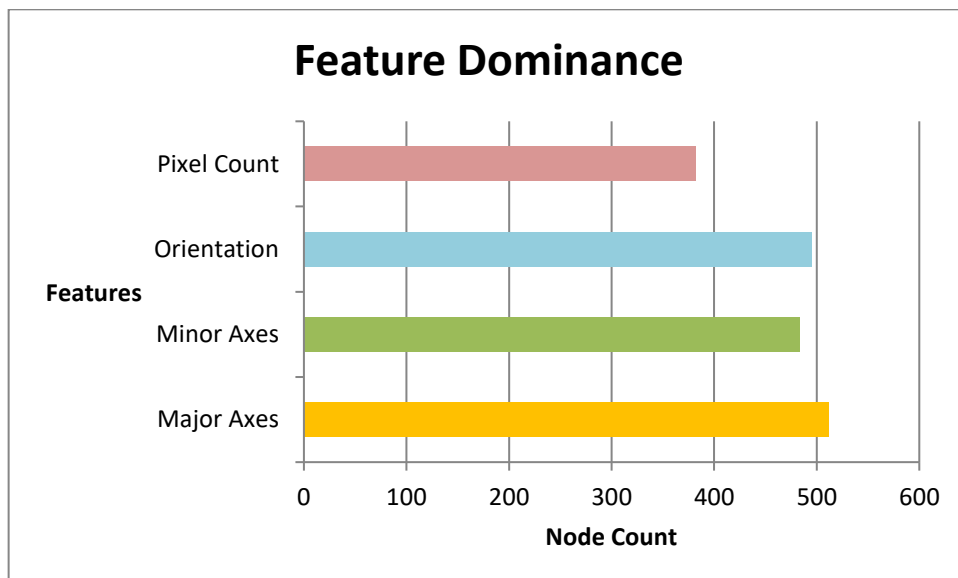 Feature Dominance
Pixel Count
Orientation
Features
Minor Axes
Major Axes
0 100 200 300 400 500 600
Node Count